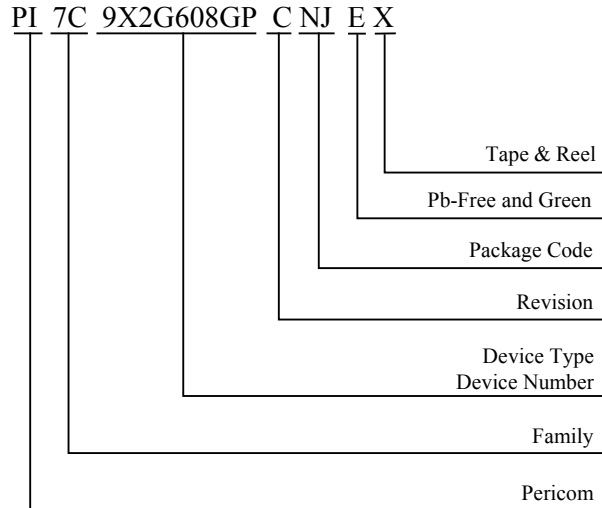 PI 7C 9X2G608GP C NJ E X
Tape & Reel
Pb-Free and Green
Package Code
Revision
Device Type
Device Number
Family
Pericom